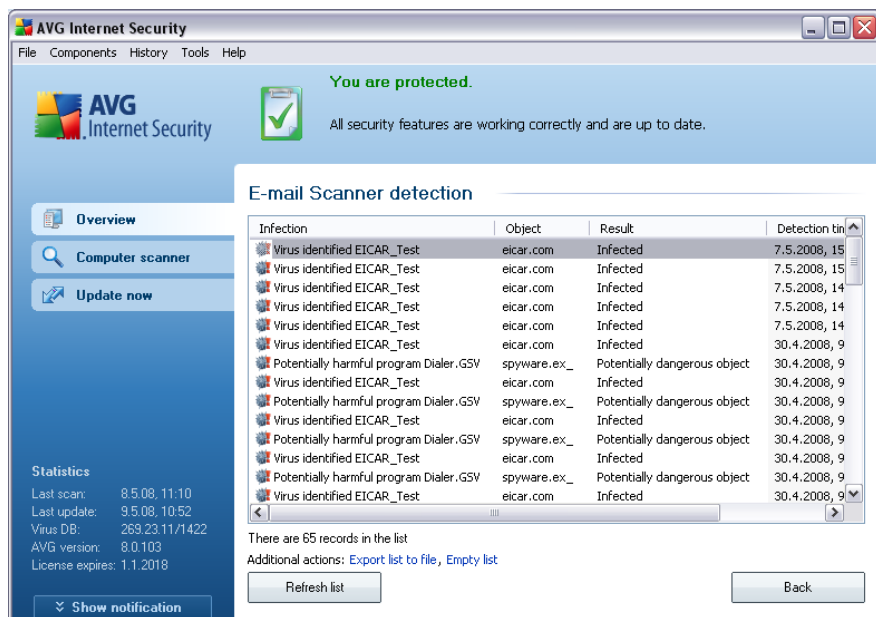 AVG Internet Security
File Components History Tools Help
AVG
Internet Security
You are protected.
All security features are working correctly and are up to date.
Overview
Computer scanner
Update now
E-mail Scanner detection
Infection Object Result Detection tin
Virus identified EICAR_Test eicar.com Infected 7.5.2008, 15
Virus identified EICAR_Test eicar.com Infected 7.5.2008, 15
Virus identified EICAR_Test eicar.com Infected 7.5.2008, 14
Virus identified EICAR_Test eicar.com Infected 7.5.2008, 14
Virus identified EICAR_Test eicar.com Infected 7.5.2008, 14
Virus identified EICAR_Test eicar.com Infected 30.4.2008, 9
Potentially harmful program Dialer.GSV spyware.ex_ Potentially dangerous object 30.4.2008, 9
Virus identified EICAR_Test eicar.com Infected 30.4.2008, 9
Potentially harmful program Dialer.GSV spyware.ex_ Potentially dangerous object 30.4.2008, 9
Virus identified EICAR_Test eicar.com Infected 30.4.2008, 9
Potentially harmful program Dialer.GSV spyware.ex_ Potentially dangerous object 30.4.2008, 9
Virus identified EICAR_Test eicar.com Infected 30.4.2008, 9
Potentially harmful program Dialer.GSV spyware.ex_ Potentially dangerous object 30.4.2008, 9
Virus identified EICAR_Test eicar.com Infected 30.4.2008, 9
There are 65 records in the list
Additional actions: Export list to file, Empty list
Refresh list
Back
Statistics
Last scan: 8.5.08, 11:10
Last update: 9.5.08, 10:52
Virus DB: 269.23.11/1422
AVG version: 8.0.103
License expires: 1.1.2018
Show notification